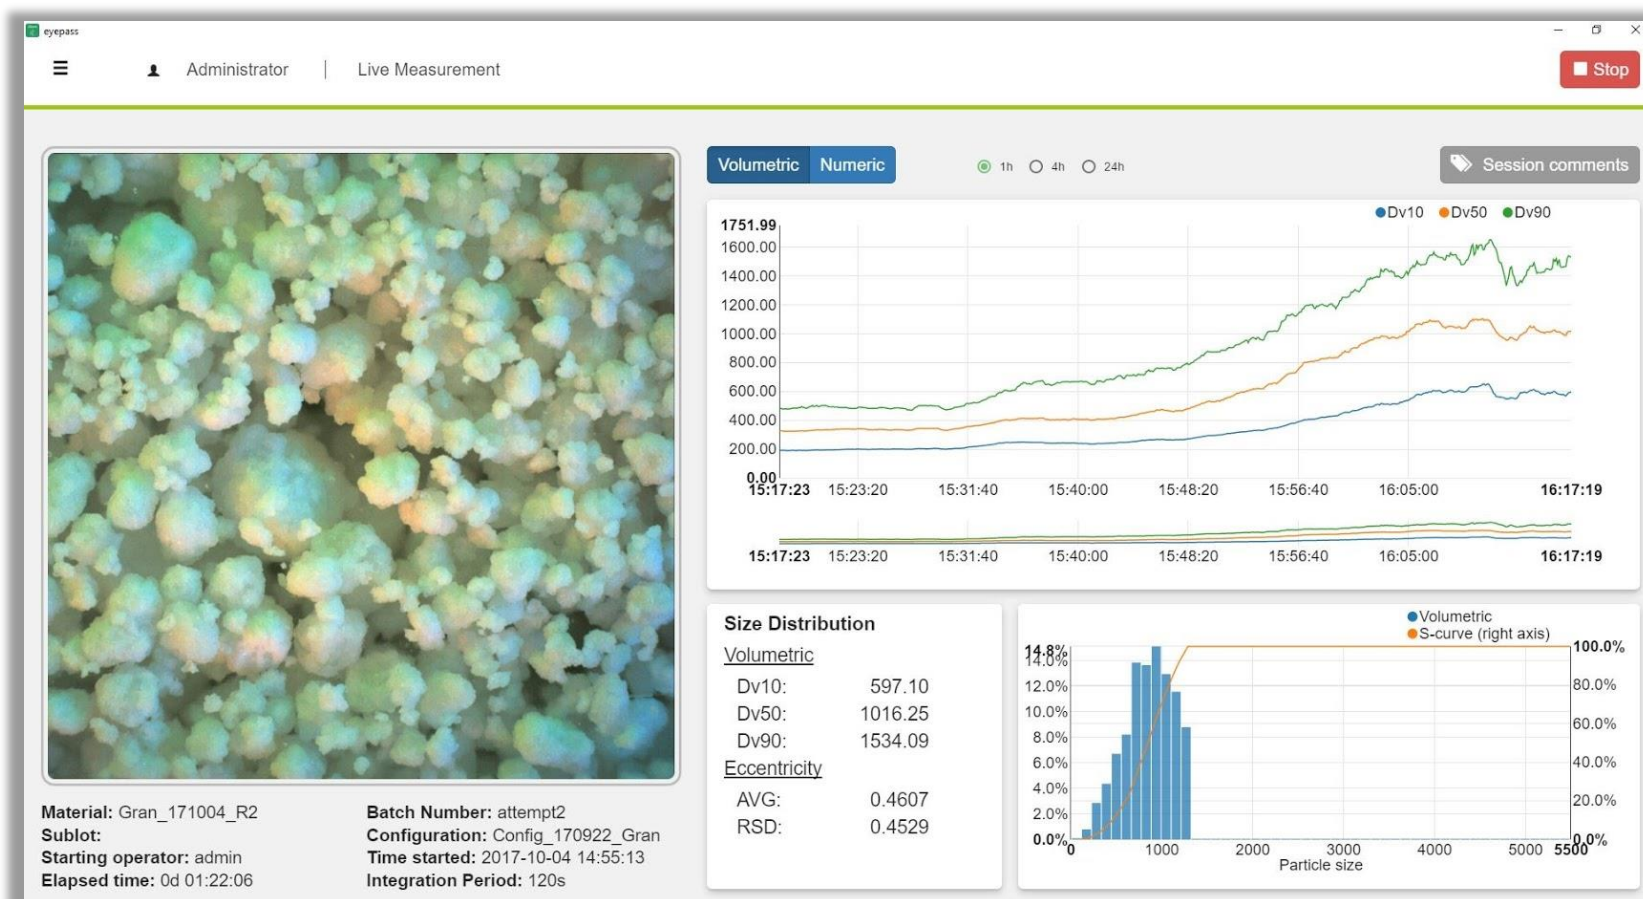 eyepass
Administrator | Live Measurement
Stop
Volumetric Numeric
1h 4h 24h
Session comments
Dv10 Dv50 Dv90
1751.99
1600.00
1400.00
1200.00
1000.00
800.00
600.00
400.00
200.00
0.00
15:17:23 15:23:20 15:31:40 15:40:00 15:48:20 15:56:40 16:05:00 16:17:19
15:17:23 15:23:20 15:31:40 15:40:00 15:48:20 15:56:40 16:05:00 16:17:19
Size Distribution
Volumetric
Dv10: 597.10
Dv50: 1016.25
Dv90: 1534.09
Eccentricity
AVG: 0.4607
RSD: 0.4529
Volumetric
S-curve (right axis)
14.8%
14.0%
12.0%
10.0%
8.0%
6.0%
4.0%
2.0%
0.0%
100.0%
80.0%
60.0%
40.0%
20.0%
0.0%
0 1000 2000 3000 4000 5000 5500
Particle size
Material: Gran_171004_R2
Sublot:
Starting operator: admin
Elapsed time: 0d 01:22:06
Batch Number: attempt2
Configuration: Config_170922_Gran
Time started: 2017-10-04 14:55:13
Integration Period: 120s